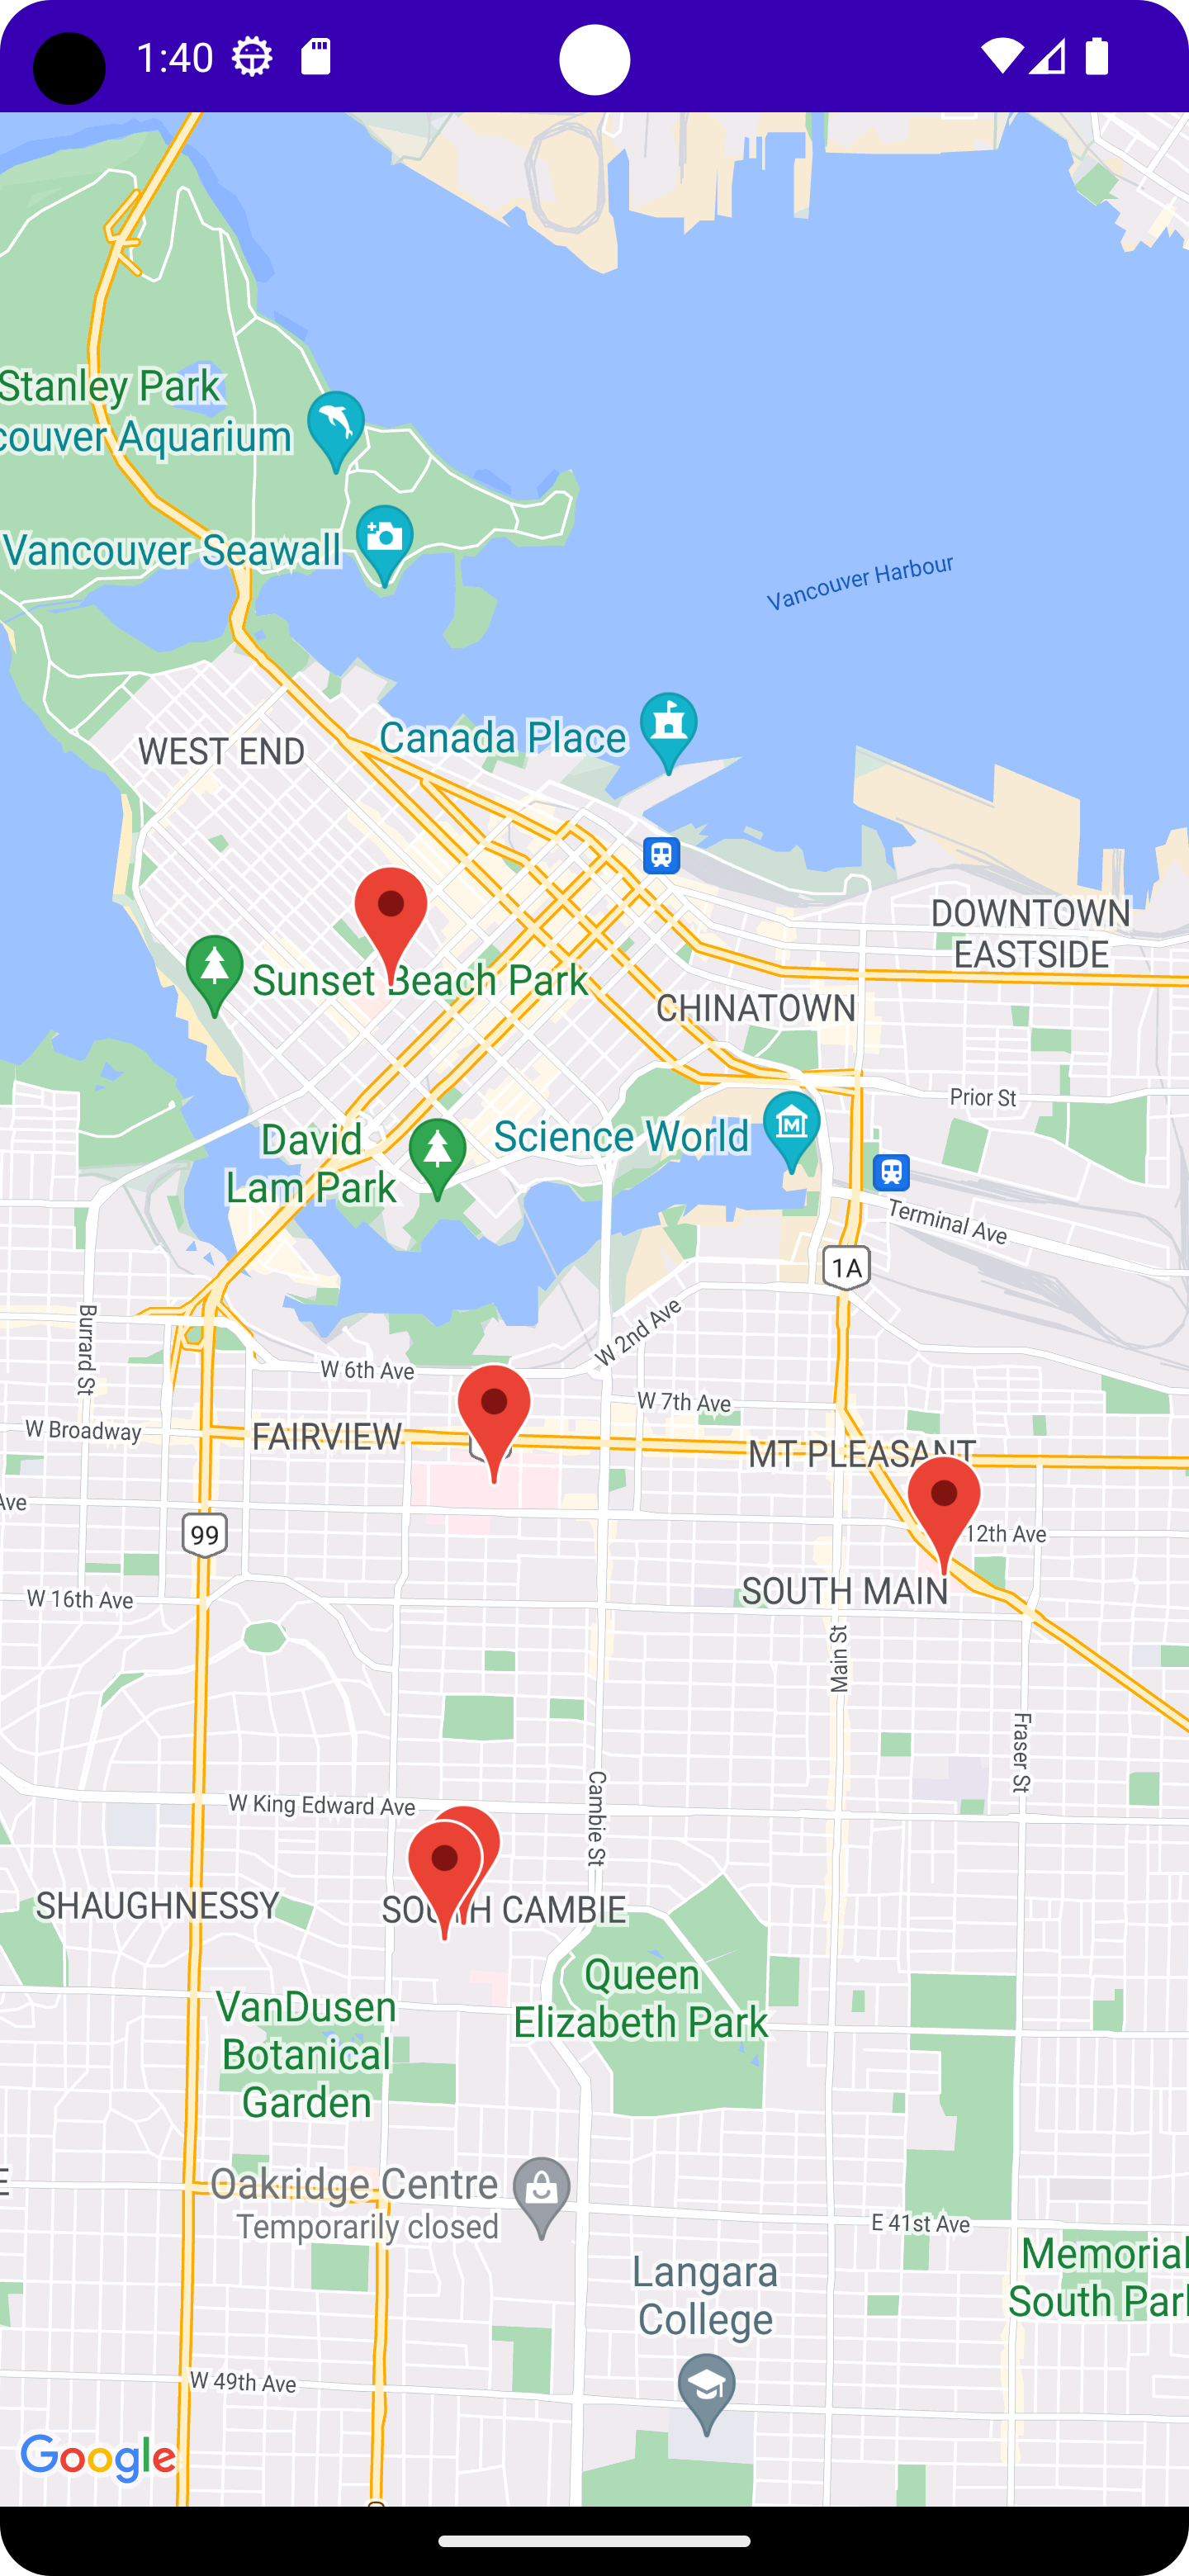 1:40
Stanley Park
couver Aquarium
Vancouver Seawall
Vancouver Harbour
Canada Place
WEST END
DOWNTOWN
EASTSIDE
Sunset Beach Park
CHINATOWN
Prior St
David
Lam Park
Science World
Terminal Ave
1A
Burrard St
W 2nd Ave
W 6th Ave
W 7th Ave
W Broadway
FAIRVIEW
MT PLEASANT
Ave
99
12th Ave
W 16th Ave
SOUTH MAIN
Main St
Fraser St
W King Edward Ave
Cambie St
SHAUGHNESSY
SOUTH CAMBIE
Queen
Elizabeth Park
VanDusen
Botanical
Garden
E
Oakridge Centre
Temporarily closed
E 41st Ave
Memorial
South Park
Langara
College
W 49th Ave
Google